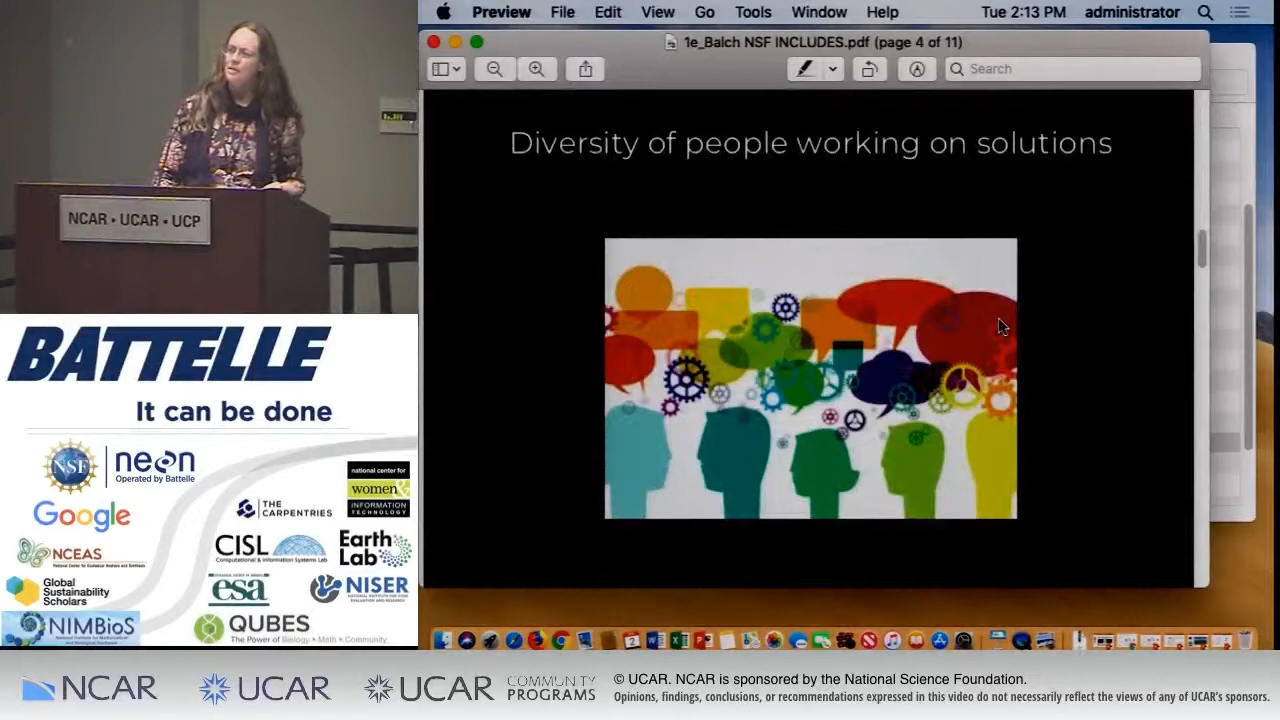 Preview File Edit View Go Tools Window Help Tue 2:13 PM administrator
1e_Balch NSF INCLUDES.pdf (page 4 of 11)
Search
Diversity of people working on solutions
NCAR • UCAR • UCP
BATTELLE
It can be done
NSF
neon
Operated by Battelle
national center for
women &
INFORMATION
TECHNOLOGY
Google
THE
CARPENTRIES
NCEAS
CISL
Computational & Information Systems Lab
Earth
Lab
Global
Sustainability
Scholars
esa
NISER
NIMBioS
QUBES
The Power of Biology • Math • Community
NCAR
UCAR
UCAR
COMMUNITY
PROGRAMS
© UCAR. NCAR is sponsored by the National Science Foundation.
Opinions, findings, conclusions, or recommendations expressed in this video do not necessarily reflect the views of any of UCAR's sponsors.